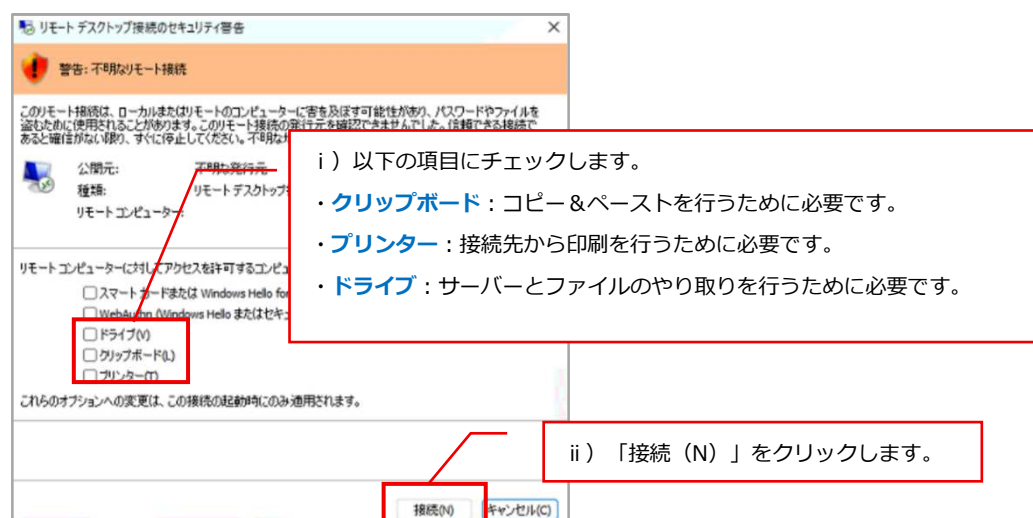 リモート デスクトップ接続のセキュリティ警告
警告: 不明なリモート接続
このリモート接続は、ローカルまたはリモートのコンピューターに害を及ぼす可能性があり、パスワードやファイルを
盗むために使用されることがあります。このリモート接続の発行元を確認できませんでした。信頼できる接続で
あると確信がない限り、すぐに停止してください。不明な
公開元: 不明な発行元
種類: リモート デスクトップ
リモート コンピューター:
ⅰ）以下の項目にチェックします。
・クリップボード：コピー＆ペーストを行うために必要です。
・プリンター：接続先から印刷を行うために必要です。
・ドライブ：サーバーとファイルのやり取りを行うために必要です。
リモート コンピューターに対してアクセスを許可するコンピュ
スマート カードまたは Windows Hello for
WebAuthn (Windows Hello またはセキュ
ドライブ(V)
クリップボード(L)
プリンター(T)
これらのオプションへの変更は、この接続の起動時にのみ適用されます。
ⅱ）「接続（N）」をクリックします。
接続(N) キャンセル(C)